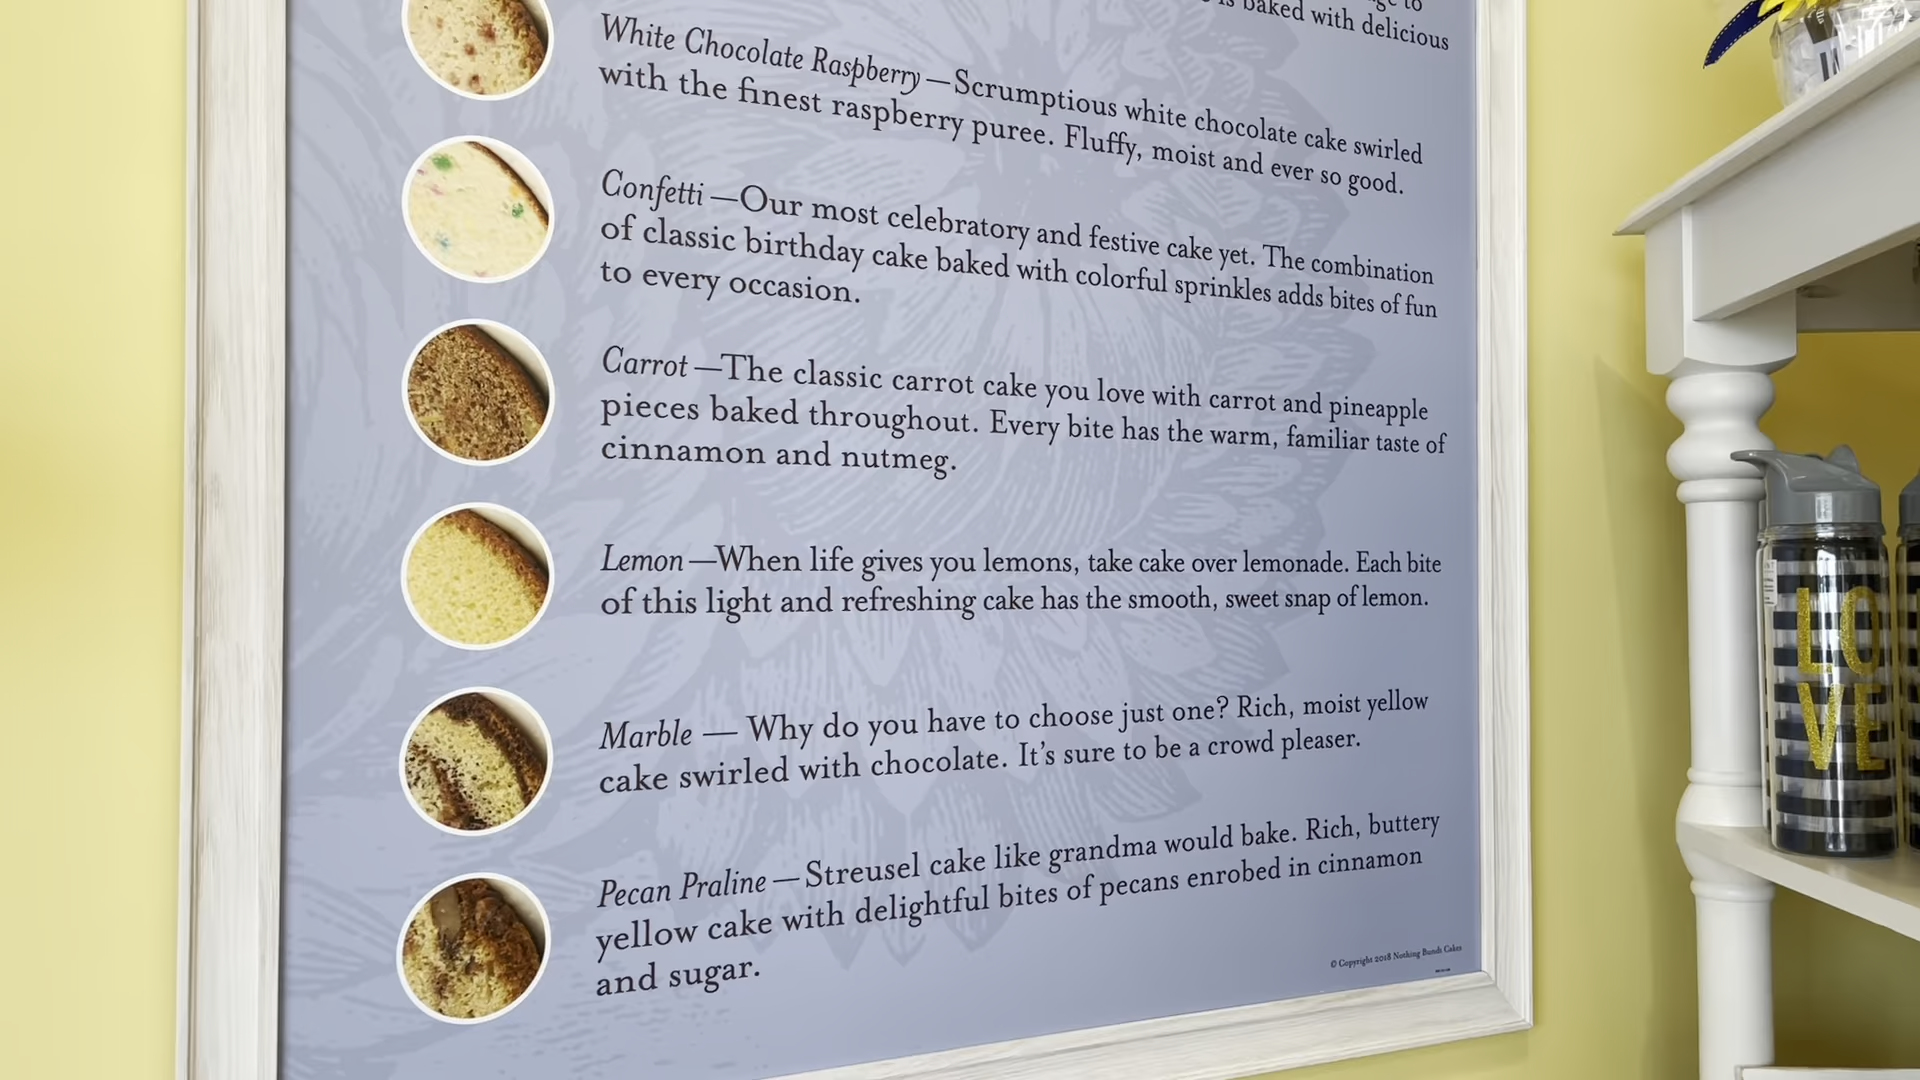 is baked with delicious
White Chocolate Raspberry — Scrumptious white chocolate cake swirled
with the finest raspberry puree. Fluffy, moist and ever so good.
Confetti — Our most celebratory and festive cake yet. The combination
of classic birthday cake baked with colorful sprinkles adds bites of fun
to every occasion.
Carrot — The classic carrot cake you love with carrot and pineapple
pieces baked throughout. Every bite has the warm, familiar taste of
cinnamon and nutmeg.
Lemon — When life gives you lemons, take cake over lemonade. Each bite
of this light and refreshing cake has the smooth, sweet snap of lemon.
Marble — Why do you have to choose just one? Rich, moist yellow
cake swirled with chocolate. It's sure to be a crowd pleaser.
Pecan Praline — Streusel cake like grandma would bake. Rich, buttery
yellow cake with delightful bites of pecans enrobed in cinnamon
and sugar.
© Copyright 2018 Nothing Bundt Cakes
LO
VE